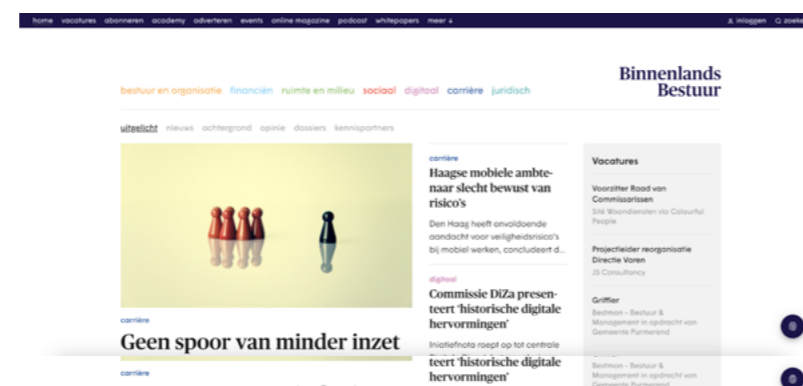 home vacatures abonneren academy adverteren events online magazine podcast whitepapers meer ↓ inloggen zoeke
Binnenlands
Bestuur
bestuur en organisatie financiën ruimte en milieu sociaal digitaal carrière juridisch
uitgelicht nieuws achtergrond opinie dossiers kennispartners
carrière
Geen spoor van minder inzet
carrière
carrière
Haagse mobiele ambte-
naar slecht bewust van
risico's
Den Haag heeft onvoldoende
aandacht voor veiligheidsrisico's
bij mobiel werken, concludeert d...
digitaal
Commissie DiZa presen-
teert 'historische digitale
hervormingen'
Iniatiefnota roept op tot centrale
teert 'historische digitale
hervormingen'
Vacatures
Voorzitter Raad van
Commissarissen
Sité Woondiensten via Colourful
People
Projectleider reorganisatie
Directie Varen
JS Consultancy
Griffier
Bestman - Bestuur &
Management in opdracht van
Gemeente Purmerend
Bestman - Bestuur &
Management in opdracht van
Gemeente Purmerend